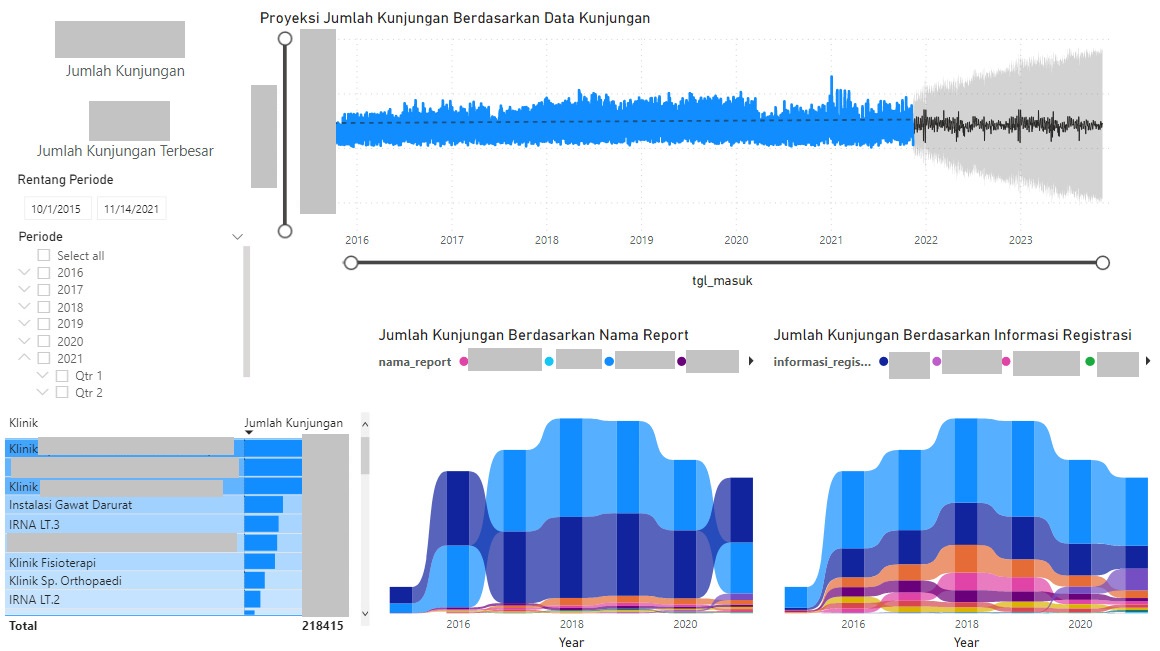 Proyeksi Jumlah Kunjungan Berdasarkan Data Kunjungan
Jumlah Kunjungan
Jumlah Kunjungan Terbesar
Rentang Periode
10/1/2015 11/14/2021
Periode
Select all
2016
2017
2018
2019
2020
2021
Qtr 1
Qtr 2
2016 2017 2018 2019 2020 2021 2022 2023
tgl_masuk
Jumlah Kunjungan Berdasarkan Nama Report
nama_report
2016 2018 2020
Year
Jumlah Kunjungan Berdasarkan Informasi Registrasi
informasi_regis...
2016 2018 2020
Year
Klinik Jumlah Kunjungan
Klinik
Klinik
Instalasi Gawat Darurat
IRNA LT.3
Klinik Fisioterapi
Klinik Sp. Orthopaedi
IRNA LT.2
Total 218415